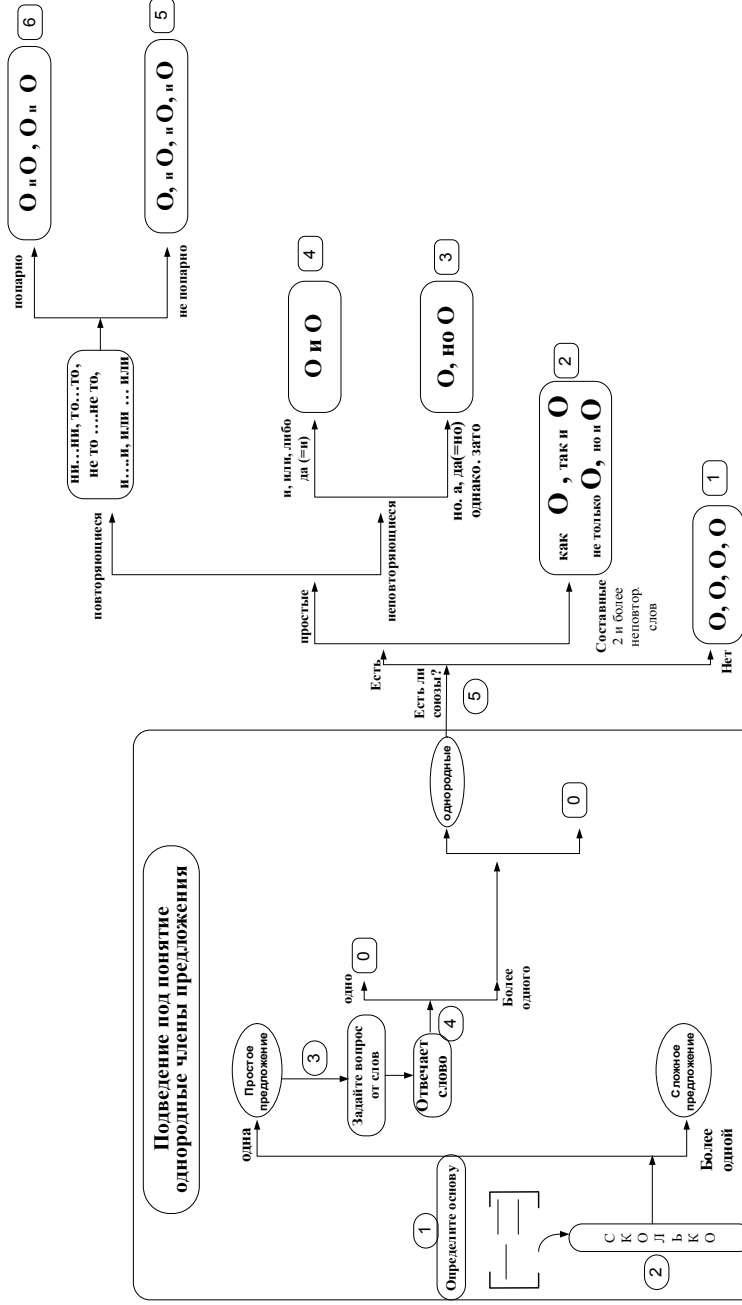 Подведение под понятие
однородные члены предложения
1
Определите основу
2
СКОЛЬКО
одна
Простое
предложение
Более
одной
Сложное
предложение
3
Задайте вопрос
от слов
Отвечает
слово
4
одно
0
Более
одного
однородные
0
Есть ли
союзы?
5
Есть
Нет
О, О, О, О
1
простые
Составные
2 и более
неповтор.
слов
как О , так и О
не только О, но и О
2
повторяющиеся
неповторяющиеся
и, или, либо
да (=и)
О и О
4
но. а, да(=но)
однако. зато
О, но О
3
ни…ни, то…то,
не то ….не то,
и….и, или … или
попарно
О и О , О и О
6
не попарно
О, и О, и О, и О
5